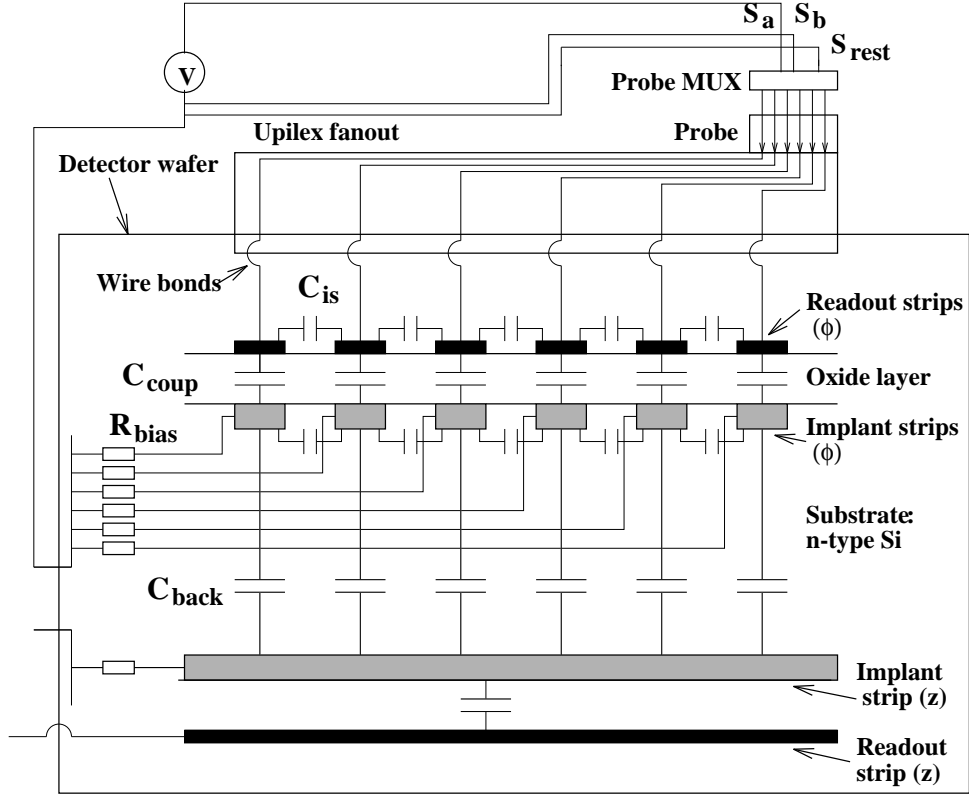 S_a S_b
S_rest
V
Probe MUX
Upilex fanout
Probe
Detector wafer
Wire bonds
C_is
Readout strips
(ϕ)
C_coup
Oxide layer
R_bias
Implant strips
(ϕ)
Substrate:
n-type Si
C_back
Implant
strip (z)
Readout
strip (z)